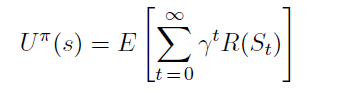 U^π(s) = E [ ∑_{t=0}^{∞} γ^t R(S_t) ]